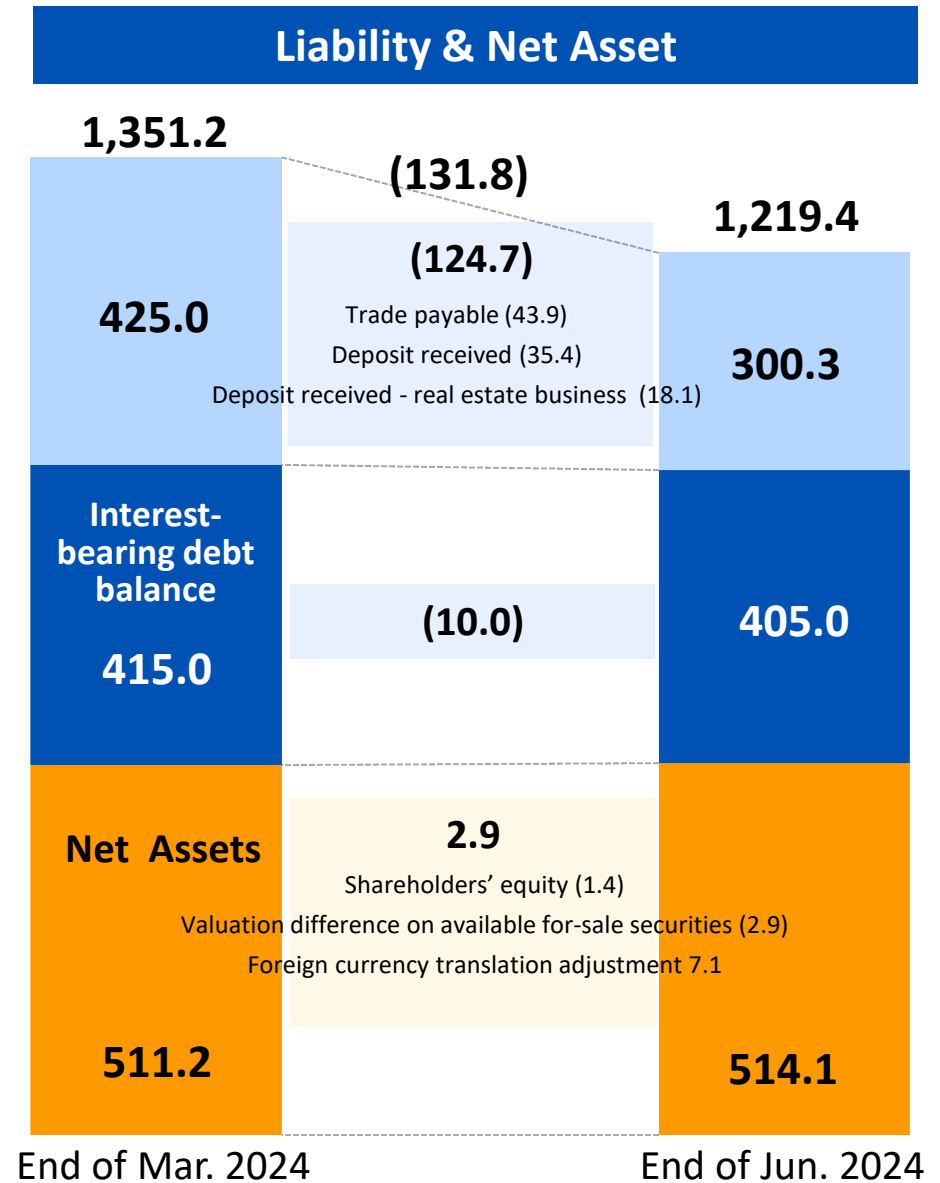 Liability & Net Asset
1,351.2
(131.8)
1,219.4
425.0
(124.7)
Trade payable (43.9)
Deposit received (35.4)
Deposit received - real estate business (18.1)
300.3
Interest-
bearing debt
balance
415.0
(10.0)
405.0
Net Assets
511.2
2.9
Shareholders’ equity (1.4)
Valuation difference on available for-sale securities (2.9)
Foreign currency translation adjustment 7.1
514.1
End of Mar. 2024
End of Jun. 2024